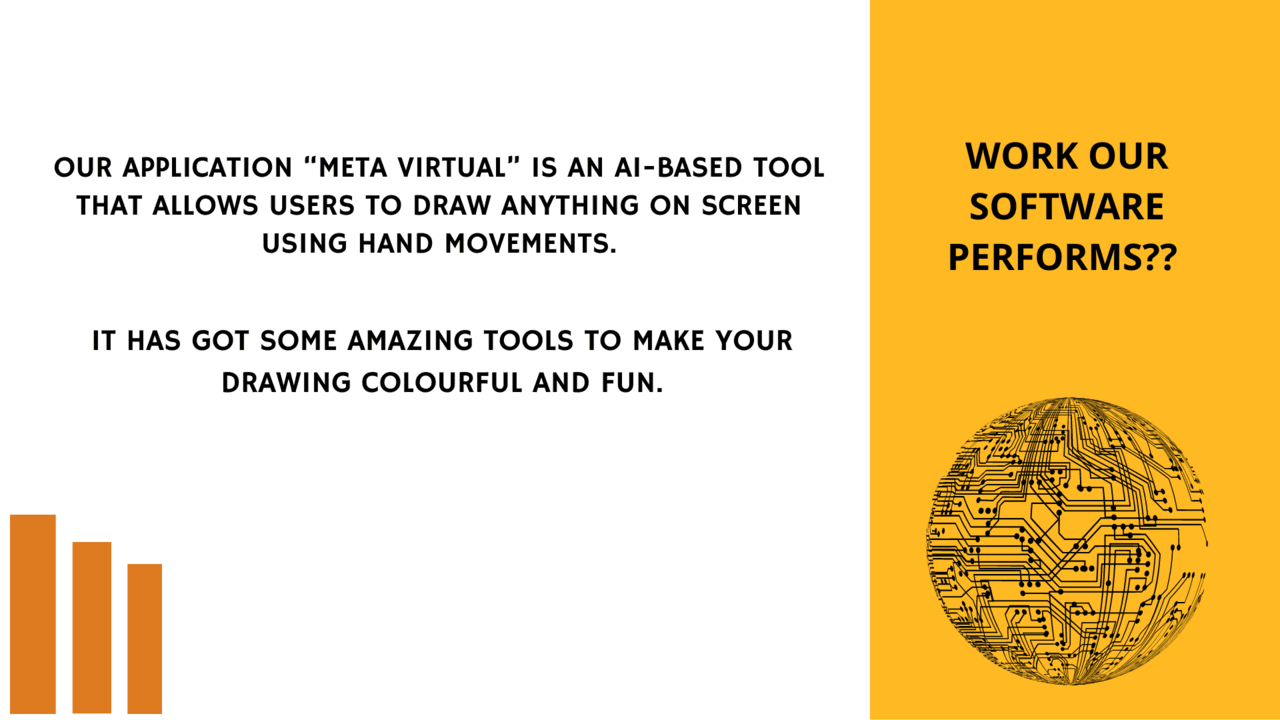 OUR APPLICATION “META VIRTUAL” IS AN AI-BASED TOOL
THAT ALLOWS USERS TO DRAW ANYTHING ON SCREEN
USING HAND MOVEMENTS.
IT HAS GOT SOME AMAZING TOOLS TO MAKE YOUR
DRAWING COLOURFUL AND FUN.
WORK OUR
SOFTWARE
PERFORMS??